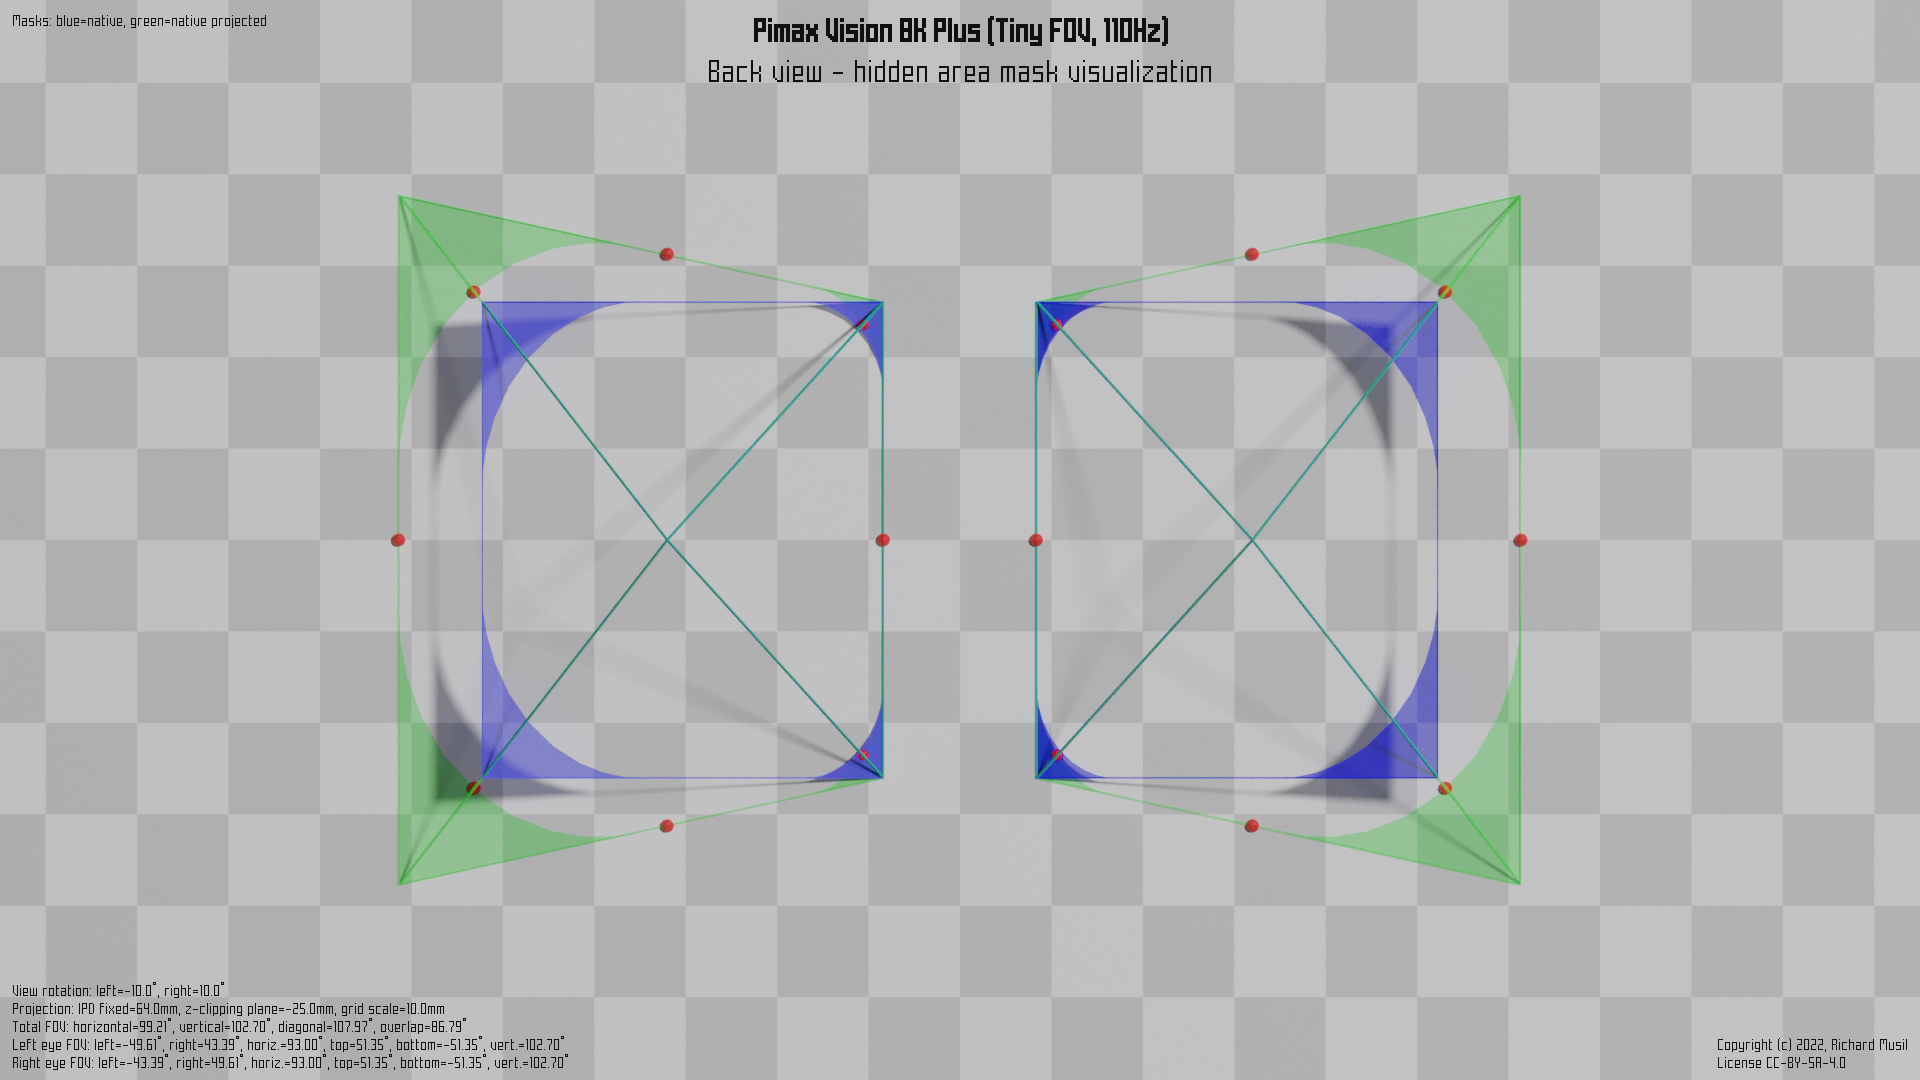 Masks: blue=native, green=native projected
Pimax Vision 8K Plus (Tiny FOV, 110Hz)
Back view - hidden area mask visualization
View rotation: left=-10.0°, right=10.0°
Projection: IPD fixed=64.0mm, z-clipping plane=-25.0mm, grid scale=10.0mm
Total FOV: horizontal=99.21°, vertical=102.70°, diagonal=107.97°, overlap=86.79°
Left eye FOV: left=-49.61°, right=43.39°, horiz.=93.00°, top=51.35°, bottom=-51.35°, vert.=102.70°
Right eye FOV: left=-43.39°, right=49.61°, horiz.=93.00°, top=51.35°, bottom=-51.35°, vert.=102.70°
Copyright (c) 2022, Richard Musil
License CC-BY-SA-4.0